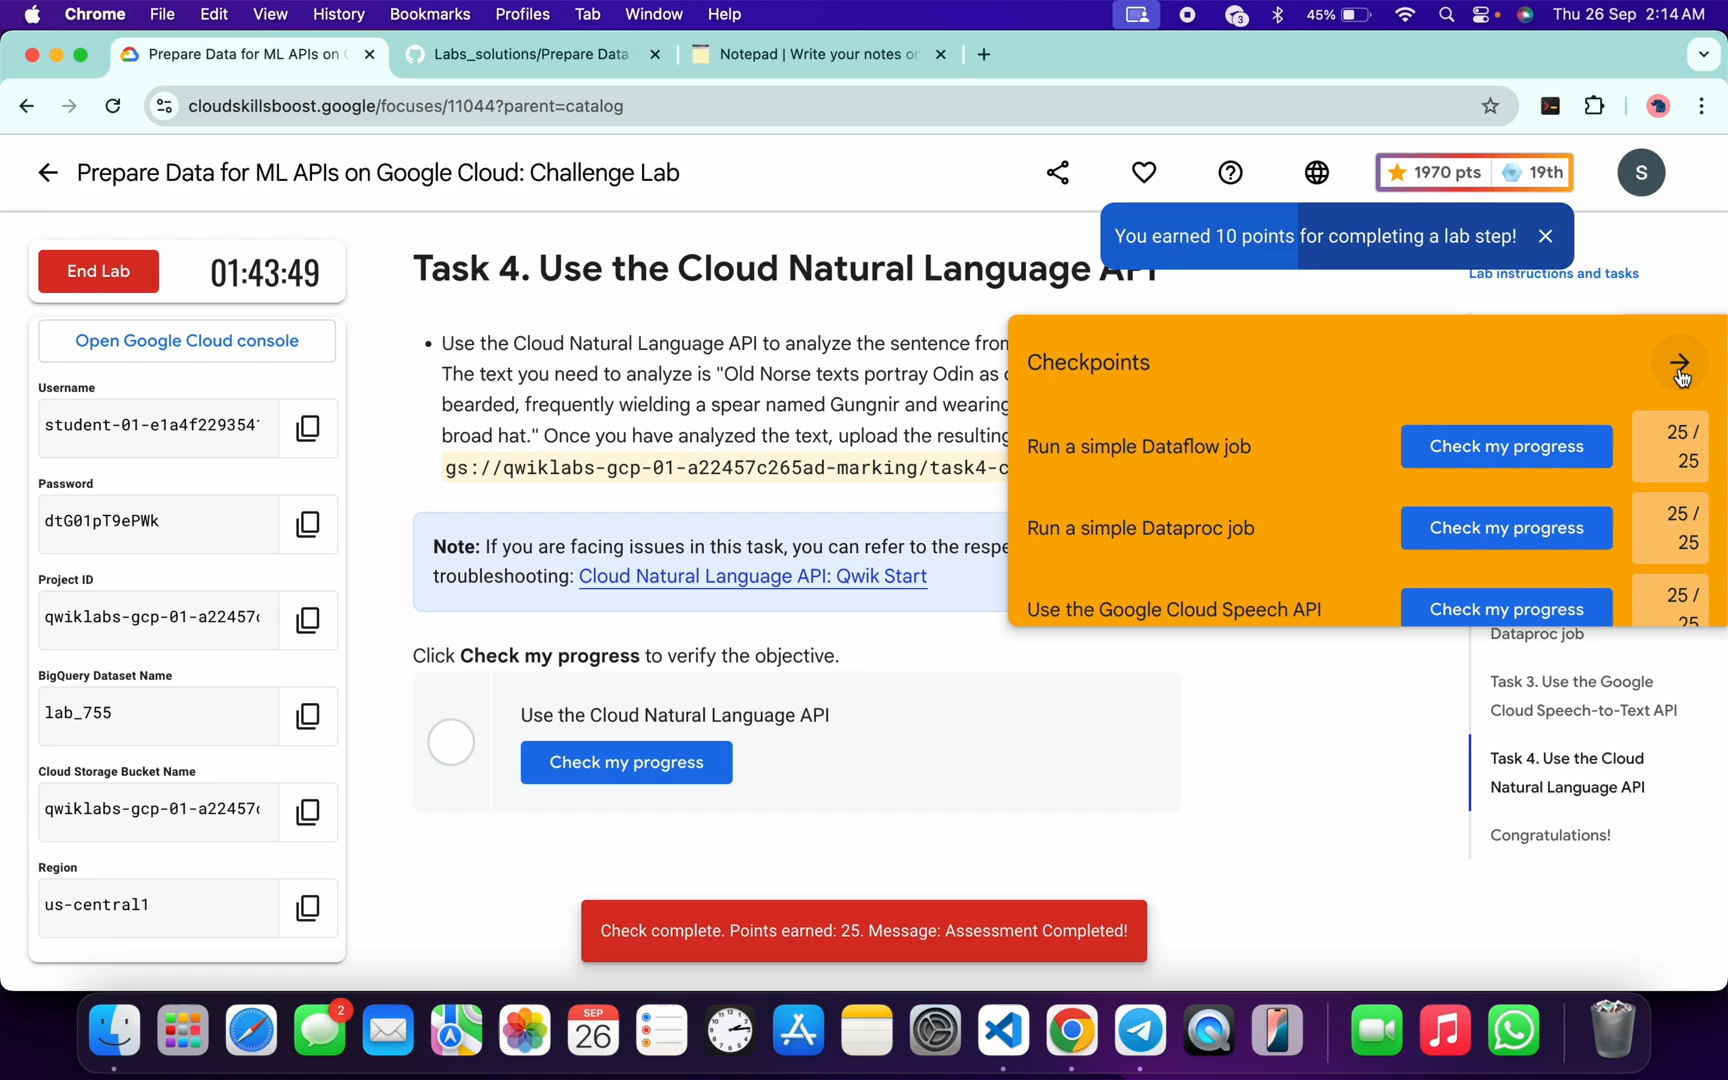 Chrome File Edit View History Bookmarks Profiles Tab Window Help 3 45% Thu 26 Sep 2:14 AM
Prepare Data for ML APIs on Labs_solutions/Prepare Data Notepad | Write your notes on
cloudskillsboost.google/focuses/11044?parent=catalog
Prepare Data for ML APIs on Google Cloud: Challenge Lab 1970 pts 19th S
You earned 10 points for completing a lab step!
End Lab 01:43:49
Task 4. Use the Cloud Natural Language API
Lab instructions and tasks
Open Google Cloud console
Username
student-01-e1a4f229354
Password
dtG01pT9ePWk
Project ID
qwiklabs-gcp-01-a22457
BigQuery Dataset Name
lab_755
Cloud Storage Bucket Name
qwiklabs-gcp-01-a22457
Region
us-central1
• Use the Cloud Natural Language API to analyze the sentence from
The text you need to analyze is "Old Norse texts portray Odin as
bearded, frequently wielding a spear named Gungnir and wearing
broad hat." Once you have analyzed the text, upload the resulting
gs://qwiklabs-gcp-01-a22457c265ad-marking/task4-c
Note: If you are facing issues in this task, you can refer to the
troubleshooting: Cloud Natural Language API: Qwik Start
Click Check my progress to verify the objective.
Use the Cloud Natural Language API
Check my progress
Checkpoints
Run a simple Dataflow job Check my progress 25 /
25
Run a simple Dataproc job Check my progress 25 /
25
Use the Google Cloud Speech API Check my progress 25 /
25
Dataproc job
Task 3. Use the Google
Cloud Speech-to-Text API
Task 4. Use the Cloud
Natural Language API
Congratulations!
Check complete. Points earned: 25. Message: Assessment Completed!
2
SEP
26